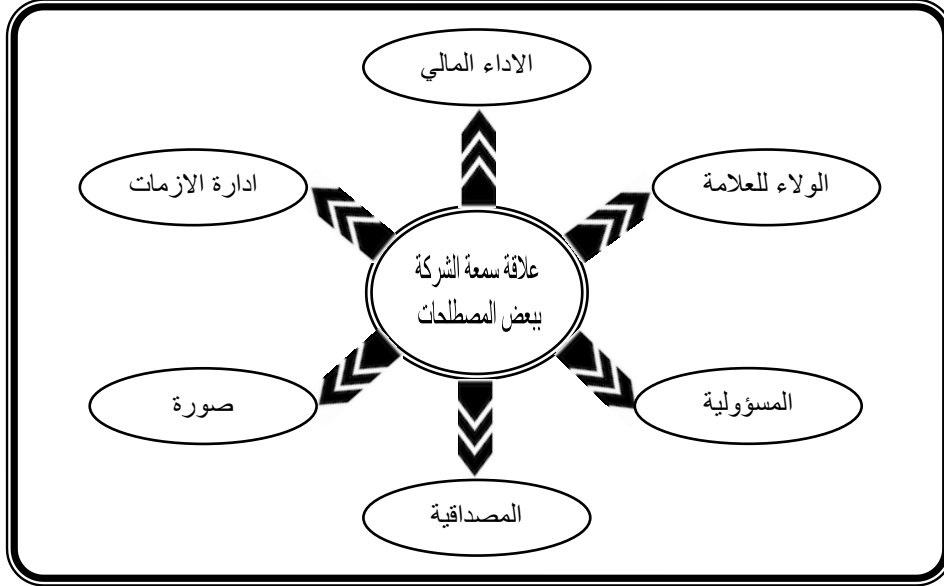 الاداء المالي
الولاء للعلامة
ادارة الازمات
علاقة سمعة الشركة
ببعض المصطلحات
المسؤولية
صورة
المصداقية